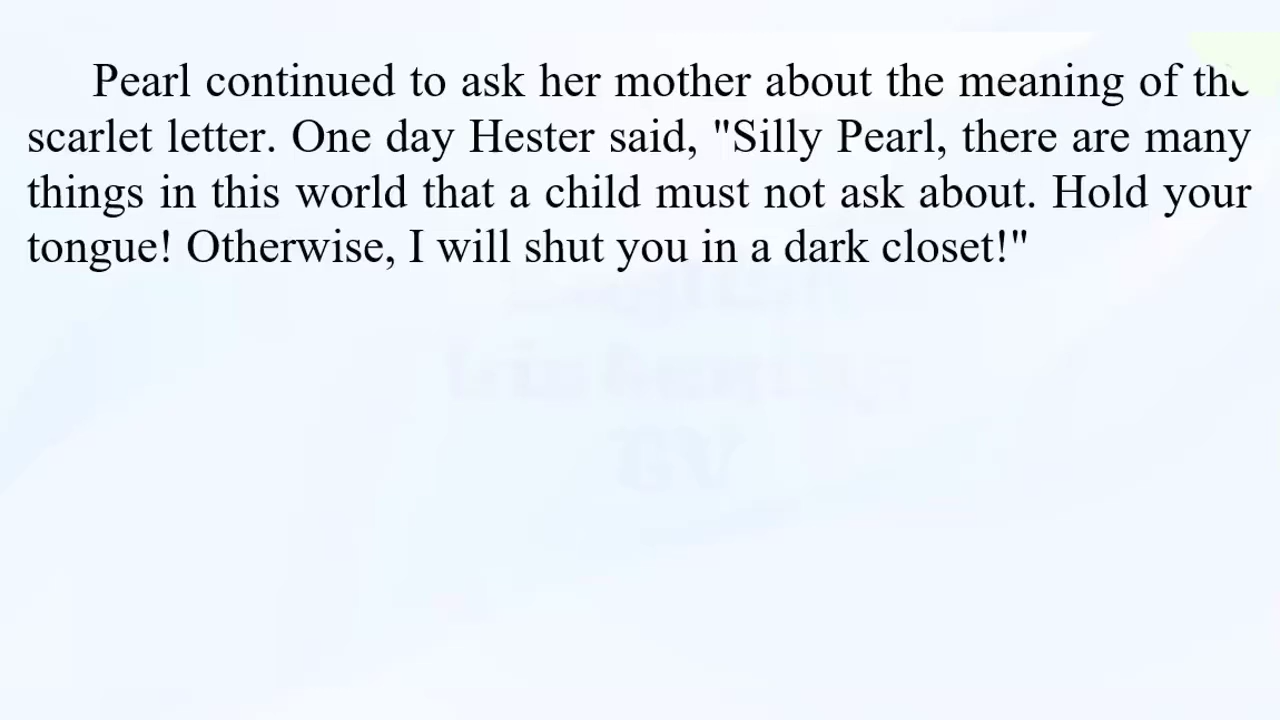 Pearl continued to ask her mother about the meaning of the
scarlet letter. One day Hester said, "Silly Pearl, there are many
things in this world that a child must not ask about. Hold your
tongue! Otherwise, I will shut you in a dark closet!"